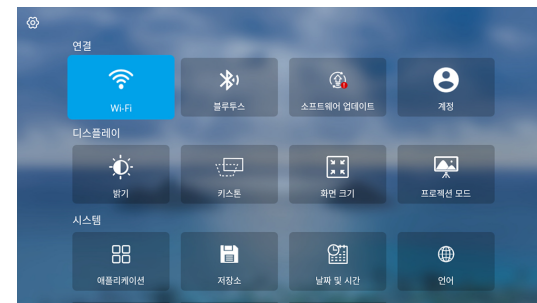 연결
Wi-Fi
블루투스
소프트웨어 업데이트
계정
디스플레이
밝기
키스톤
화면 크기
프로젝션 모드
시스템
애플리케이션
저장소
날짜 및 시간
언어